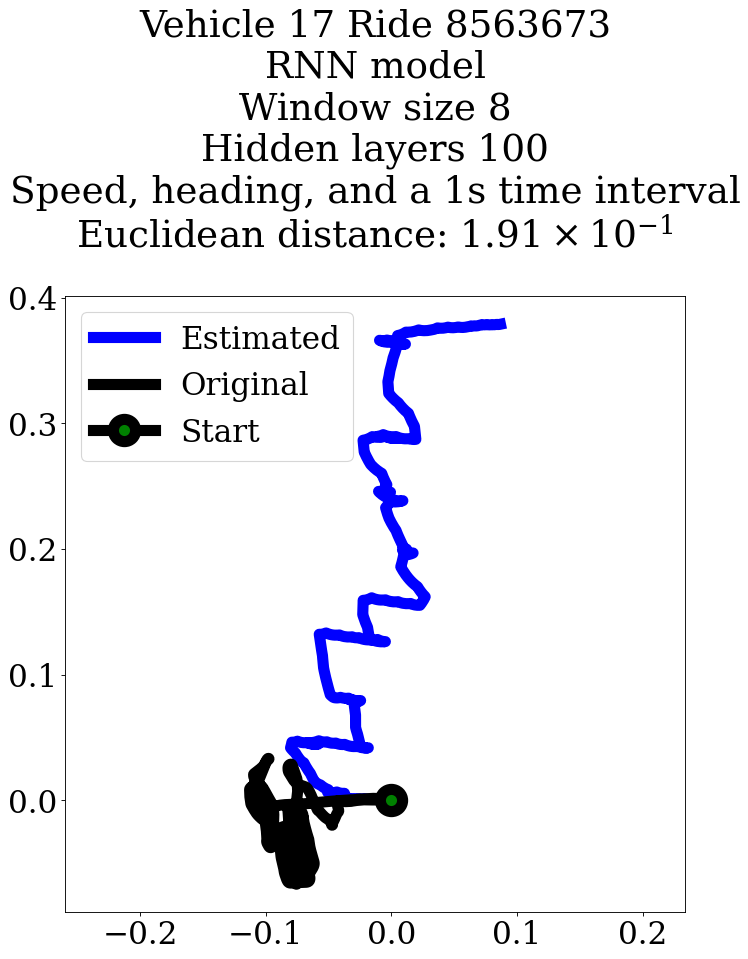 Vehicle 17 Ride 8563673
RNN model
Window size 8
Hidden layers 100
Speed, heading, and a 1s time interval
Euclidean distance: 1.91 × 10⁻¹
Estimated
Original
Start
0.4
0.3
0.2
0.1
0.0
−0.2
−0.1
0.0
0.1
0.2